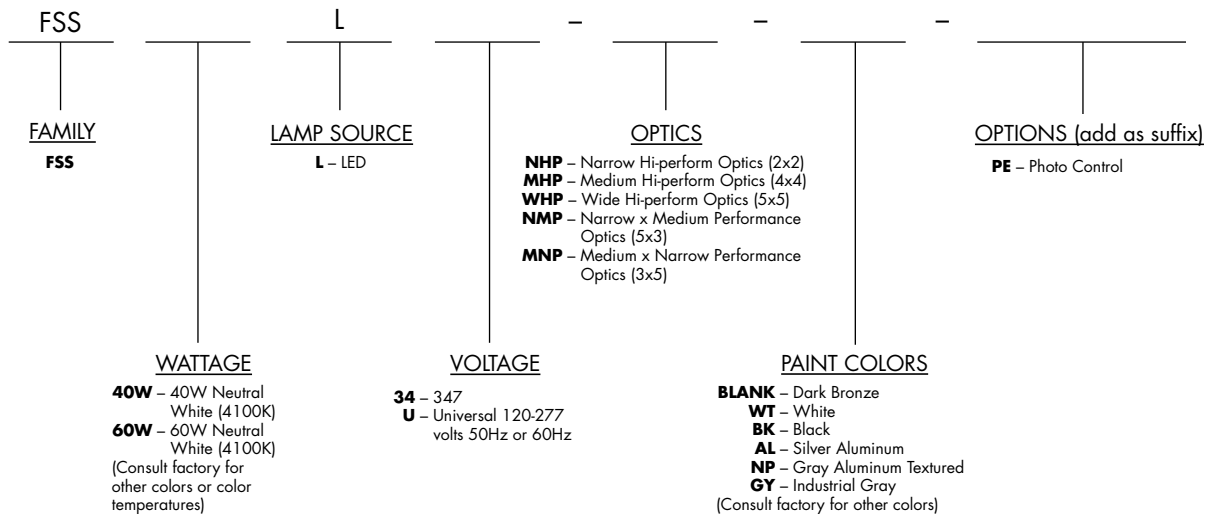 FSS L – – –
FAMILY
FSS
LAMP SOURCE
L – LED
OPTICS
NHP – Narrow Hi-perform Optics (2x2)
MHP – Medium Hi-perform Optics (4x4)
WHP – Wide Hi-perform Optics (5x5)
NMP – Narrow x Medium Performance
Optics (5x3)
MNP – Medium x Narrow Performance
Optics (3x5)
OPTIONS (add as suffix)
PE – Photo Control
WATTAGE
40W – 40W Neutral
White (4100K)
60W – 60W Neutral
White (4100K)
(Consult factory for
other colors or color
temperatures)
VOLTAGE
34 – 347
U – Universal 120-277
volts 50Hz or 60Hz
PAINT COLORS
BLANK – Dark Bronze
WT – White
BK – Black
AL – Silver Aluminum
NP – Gray Aluminum Textured
GY – Industrial Gray
(Consult factory for other colors)